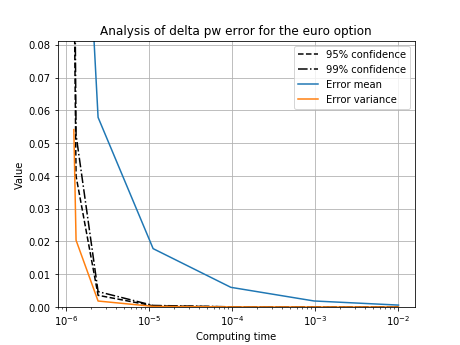 Analysis of delta pw error for the euro option
95% confidence
99% confidence
Error mean
Error variance
Value
0.08
0.07
0.06
0.05
0.04
0.03
0.02
0.01
0.00
10⁻⁶ 10⁻⁵ 10⁻⁴ 10⁻³ 10⁻²
Computing time